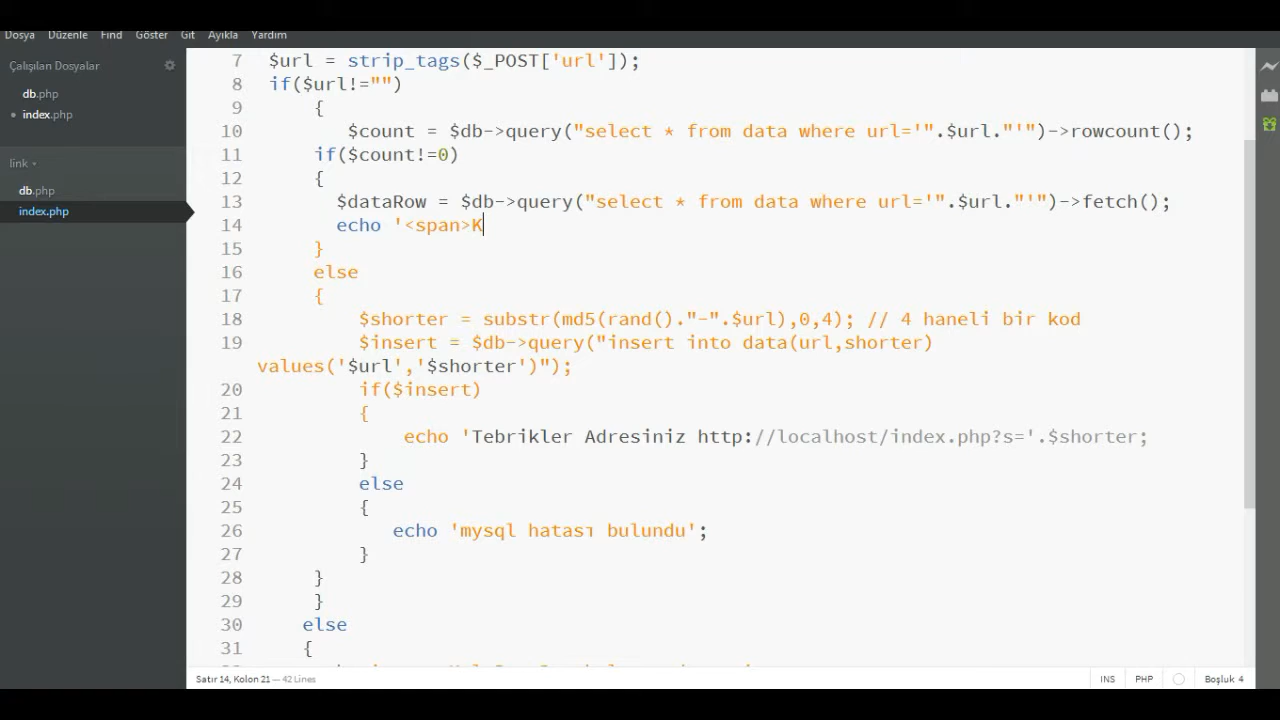 Dosya Düzenle Find Göster Git Ayıkla Yardım
Çalışılan Dosyalar
db.php
index.php
link
db.php
index.php
7 $url = strip_tags($_POST['url']);
8 if($url!="")
9 {
10 $count = $db->query("select * from data where url='".$url."'")->rowcount();
11 if($count!=0)
12 {
13 $dataRow = $db->query("select * from data where url='".$url."'")->fetch();
14 echo '<span>K
15 }
16 else
17 {
18 $shorter = substr(md5(rand()."-".$url),0,4); // 4 haneli bir kod
19 $insert = $db->query("insert into data(url,shorter)
values('$url','$shorter')");
20 if($insert)
21 {
22 echo 'Tebrikler Adresiniz http://localhost/index.php?s='.$shorter;
23 }
24 else
25 {
26 echo 'mysql hatası bulundu';
27 }
28 }
29 }
30 else
31 {
Satır 14, Kolon 21 — 42 Lines
INS PHP Boşluk 4